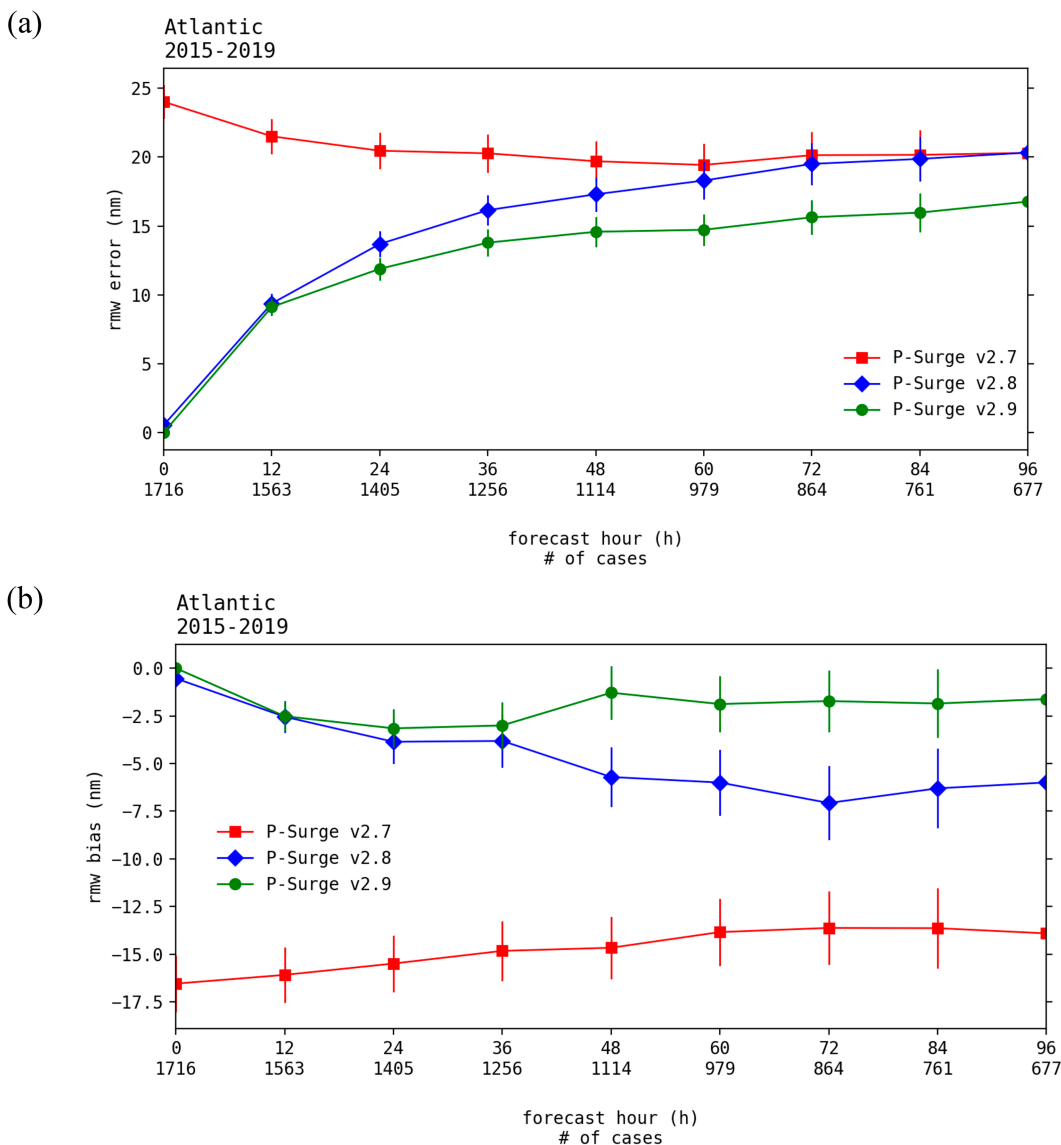 (a)
Atlantic
2015-2019
25
20
15
10
5
0
rmw error (nm)
P-Surge v2.7
P-Surge v2.8
P-Surge v2.9
0 12 24 36 48 60 72 84 96
1716 1563 1405 1256 1114 979 864 761 677
forecast hour (h)
# of cases
(b)
Atlantic
2015-2019
0.0
−2.5
−5.0
−7.5
−10.0
−12.5
−15.0
−17.5
rmw bias (nm)
P-Surge v2.7
P-Surge v2.8
P-Surge v2.9
0 12 24 36 48 60 72 84 96
1716 1563 1405 1256 1114 979 864 761 677
forecast hour (h)
# of cases